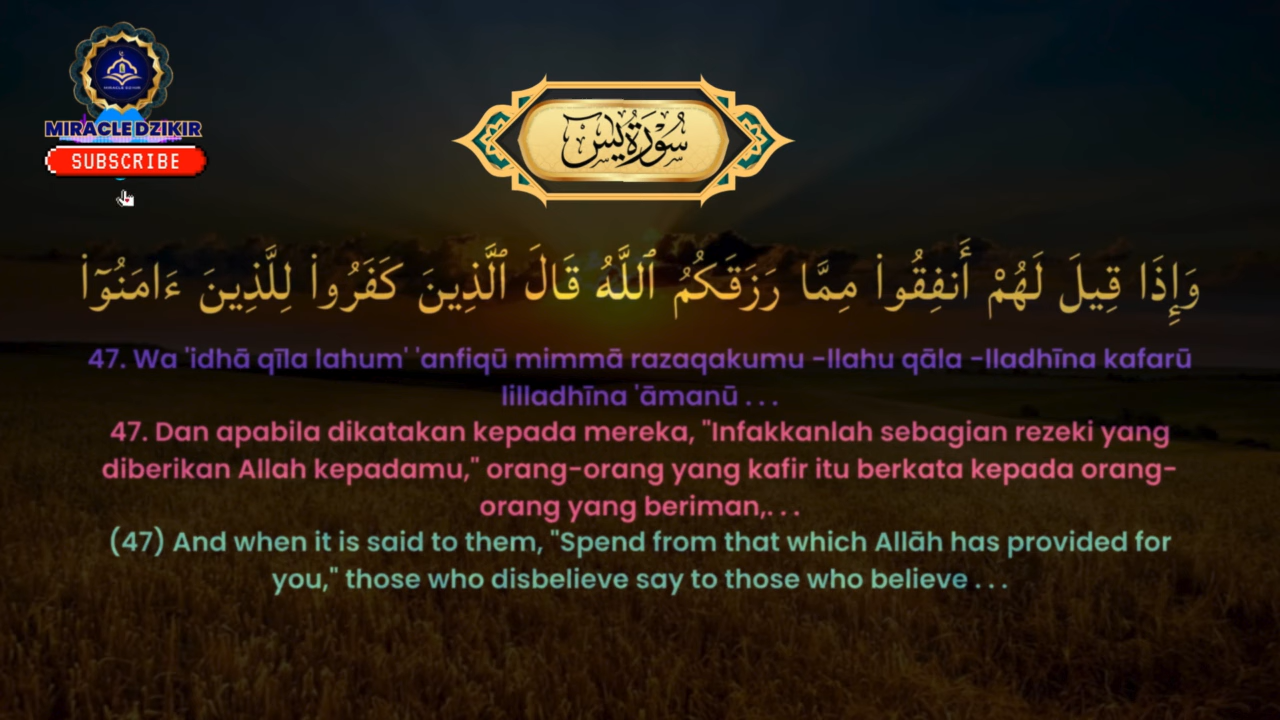 MIRACLE DZIKIR
SUBSCRIBE
سُوْرَةُ يٰسٓ
وَإِذَا قِيلَ لَهُمْ أَنفِقُوا۟ مِمَّا رَزَقَكُمُ ٱللَّهُ قَالَ ٱلَّذِينَ كَفَرُوا۟ لِلَّذِينَ ءَامَنُوٓا۟
47. Wa 'idhā qīla lahum' 'anfiqū mimmā razaqakumu -llahu qāla -lladhīna kafarū
lilladhīna 'āmanū . . .
47. Dan apabila dikatakan kepada mereka, "Infakkanlah sebagian rezeki yang
diberikan Allah kepadamu," orang-orang yang kafir itu berkata kepada orang-
orang yang beriman,. . .
(47) And when it is said to them, "Spend from that which Allāh has provided for
you," those who disbelieve say to those who believe . . .